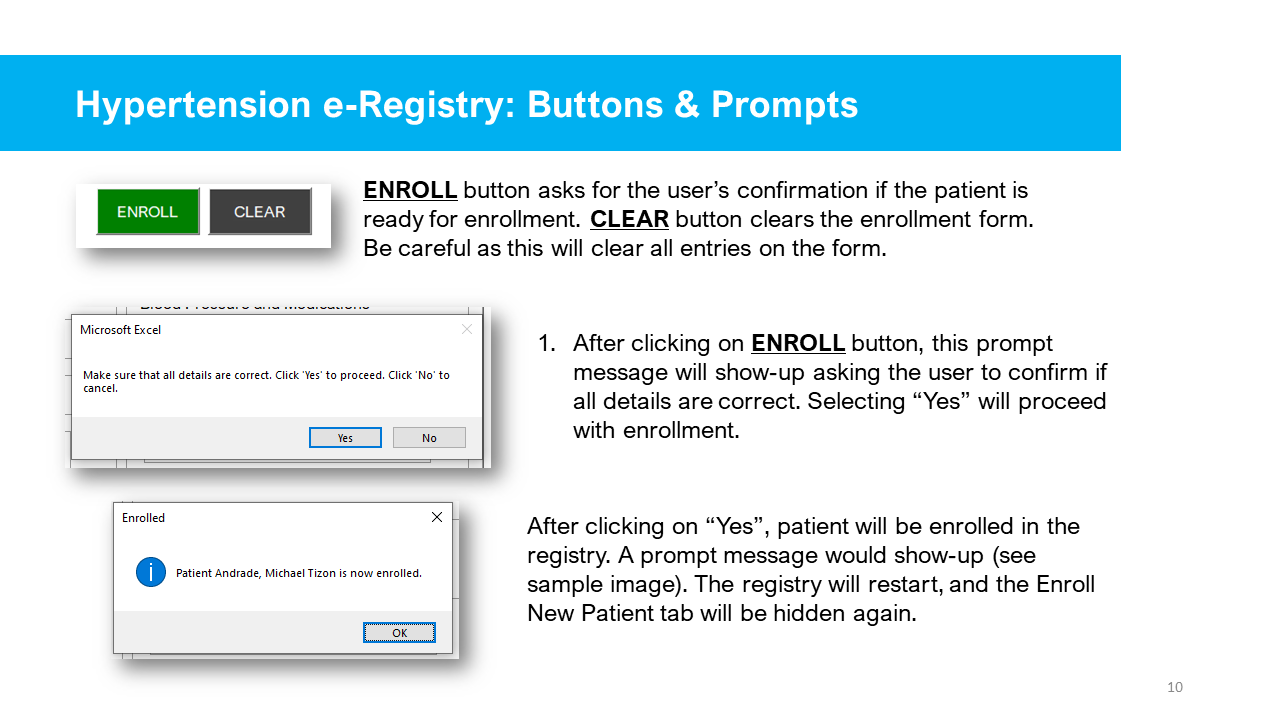 Hypertension e-Registry: Buttons & Prompts
ENROLL
CLEAR
ENROLL button asks for the user’s confirmation if the patient is
ready for enrollment. CLEAR button clears the enrollment form.
Be careful as this will clear all entries on the form.
Blood Pressure and Medications
Microsoft Excel
Make sure that all details are correct. Click 'Yes' to proceed. Click 'No' to
cancel.
Yes
No
1. After clicking on ENROLL button, this prompt
message will show-up asking the user to confirm if
all details are correct. Selecting “Yes” will proceed
with enrollment.
Enrolled
Patient Andrade, Michael Tizon is now enrolled.
OK
After clicking on “Yes”, patient will be enrolled in the
registry. A prompt message would show-up (see
sample image). The registry will restart, and the Enroll
New Patient tab will be hidden again.
10